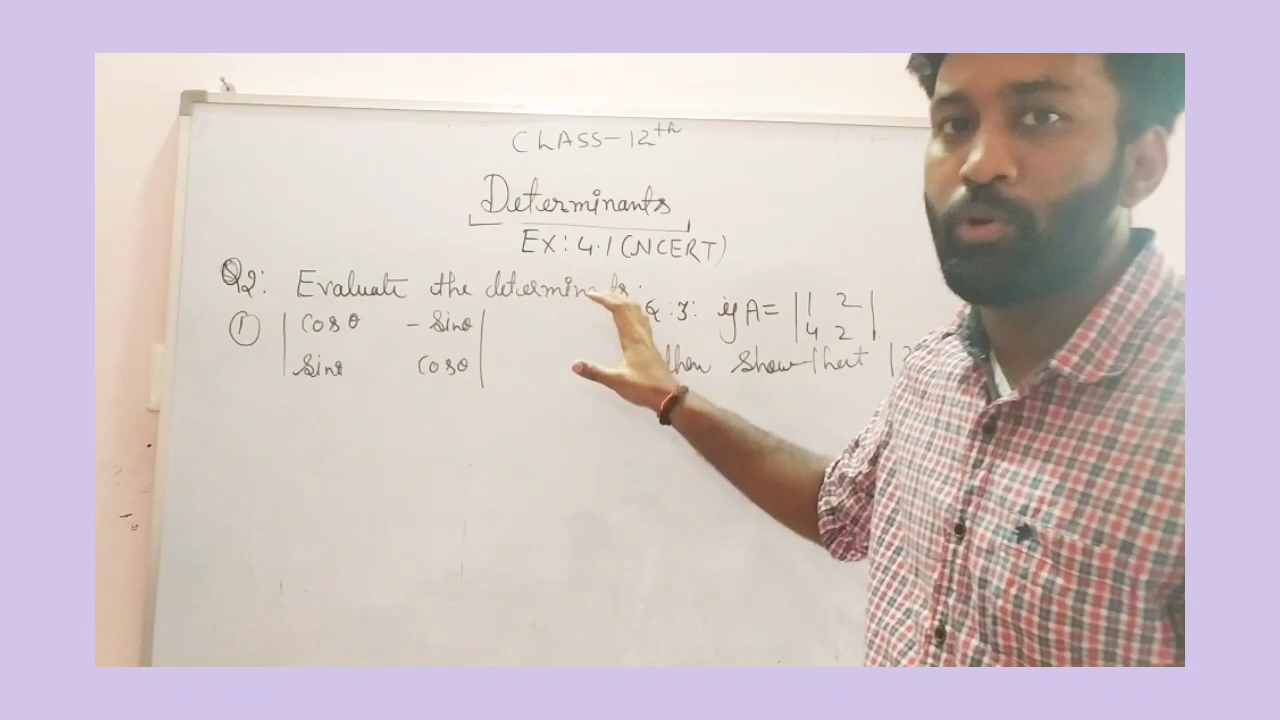 CLASS-12th
Determinants
EX: 4.1 (NCERT)
Q2: Evaluate the
① | cos θ - sin θ |
| sin θ cos θ |
Q.3: if A = | 1 2 |
| 4 2 |
then show that |2